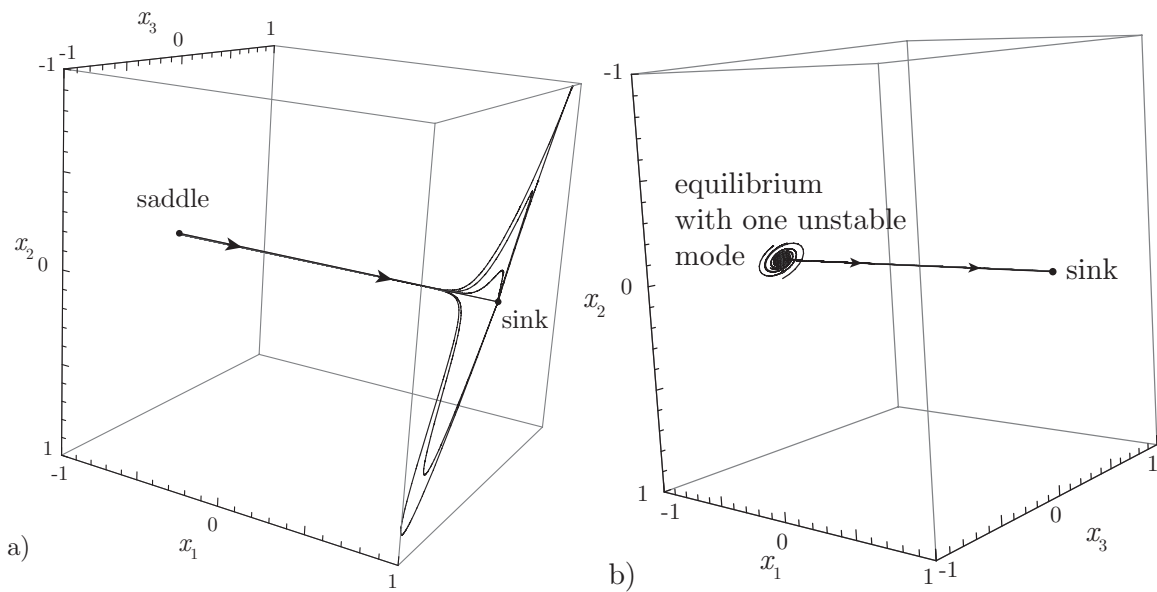 x3
-1 0 1
-1
saddle
x2
0
sink
1
-1 0 1
x1
a)
-1
equilibrium
with one unstable
mode
sink
0
x2
1
-1 0 1
x1
-1 0 1
x3
b)